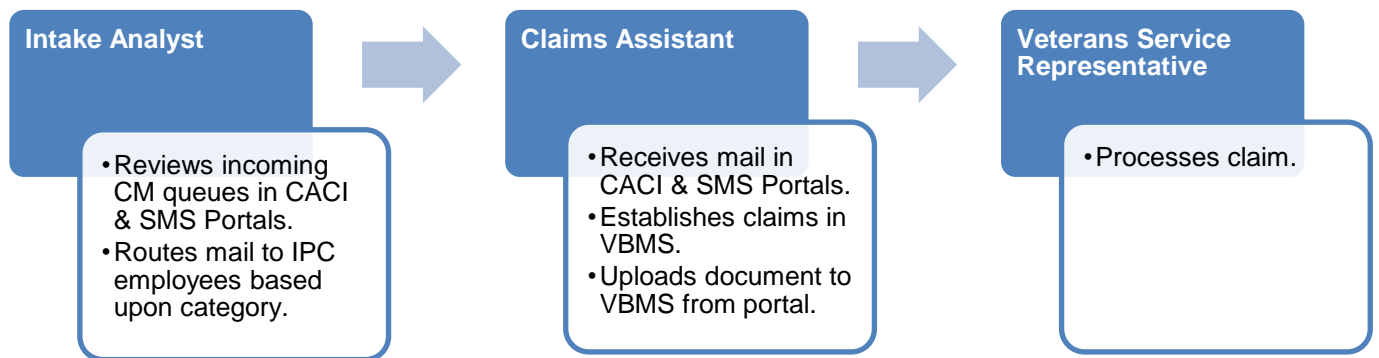 Intake Analyst
•Reviews incoming
CM queues in CACI
& SMS Portals.
•Routes mail to IPC
employees based
upon category.
Claims Assistant
•Receives mail in
CACI & SMS Portals.
•Establishes claims in
VBMS.
•Uploads document to
VBMS from portal.
Veterans Service
Representative
•Processes claim.